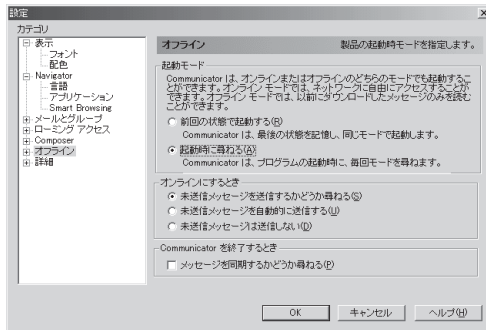 設定
カテゴリ
表示
フォント
配色
Navigator
言語
アプリケーション
Smart Browsing
メールとグループ
ローミング アクセス
Composer
オフライン
詳細
オフライン 製品の起動時モードを指定します。
起動モード
Communicator は、オンラインまたはオフラインのどちらのモードでも起動するこ
とができます。オンライン モードでは、ネットワークに自由にアクセスすることが
できます。オフライン モードでは、以前にダウンロードしたメッセージのみを読む
ことができます。
前回の状態で起動する(R)
Communicator は、最後の状態を記憶し、同じモードで起動します。
起動時に尋ねる(A)
Communicator は、プログラムの起動時に、毎回モードを尋ねます。
オンラインにするとき
未送信メッセージを送信するかどうか尋ねる(S)
未送信メッセージを自動的に送信する(U)
未送信メッセージは送信しない(D)
Communicator を終了するとき
メッセージを同期するかどうか尋ねる(P)
OK キャンセル ヘルプ(H)